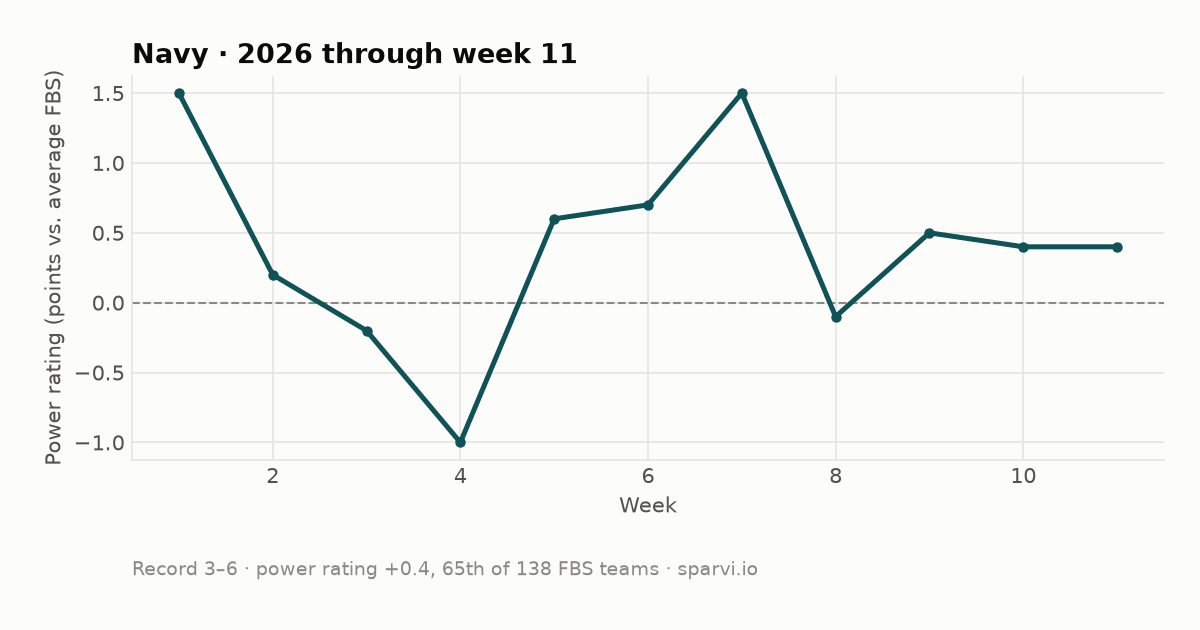 Navy · 2026 through week 11
Power rating (points vs. average FBS)
1.5
1.0
0.5
0.0
−0.5
−1.0
2 4 6 8 10
Week
Record 3–6 · power rating +0.4, 65th of 138 FBS teams · sparvi.io